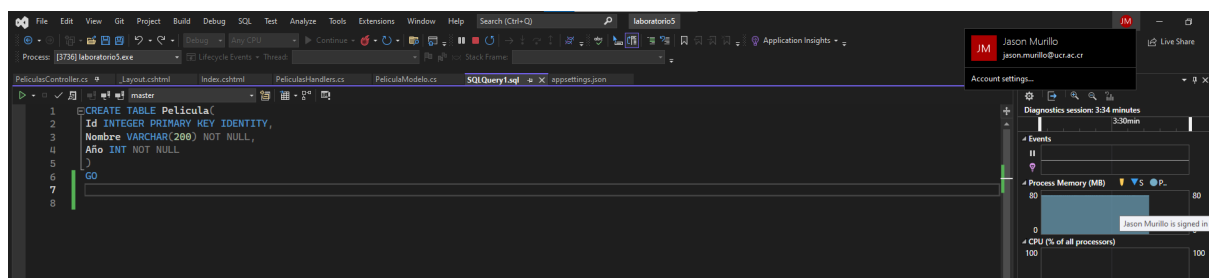 File Edit View Git Project Build Debug SQL Test Analyze Tools Extensions Window Help Search (Ctrl+Q) laboratorio5 JM
Debug Any CPU Continue Application Insights
Jason Murillo
JM
jason.murillo@ucr.ac.cr
Live Share
Process: [3736] laboratorio5.exe Lifecycle Events Thread: Stack Frame:
Account settings...
PeliculasController.cs _Layout.cshtml Index.cshtml PeliculasHandlers.cs PeliculaModelo.cs SQLQuery1.sql appsettings.json
master
1 CREATE TABLE Pelicula(
2 Id INTEGER PRIMARY KEY IDENTITY,
3 Nombre VARCHAR(200) NOT NULL,
4 Año INT NOT NULL
5 )
6 GO
7
8
Diagnostics session: 3:34 minutes
3:30min
Events
Process Memory (MB) S P...
80 80
0
Jason Murillo is signed in
CPU (% of all processors)
100 100